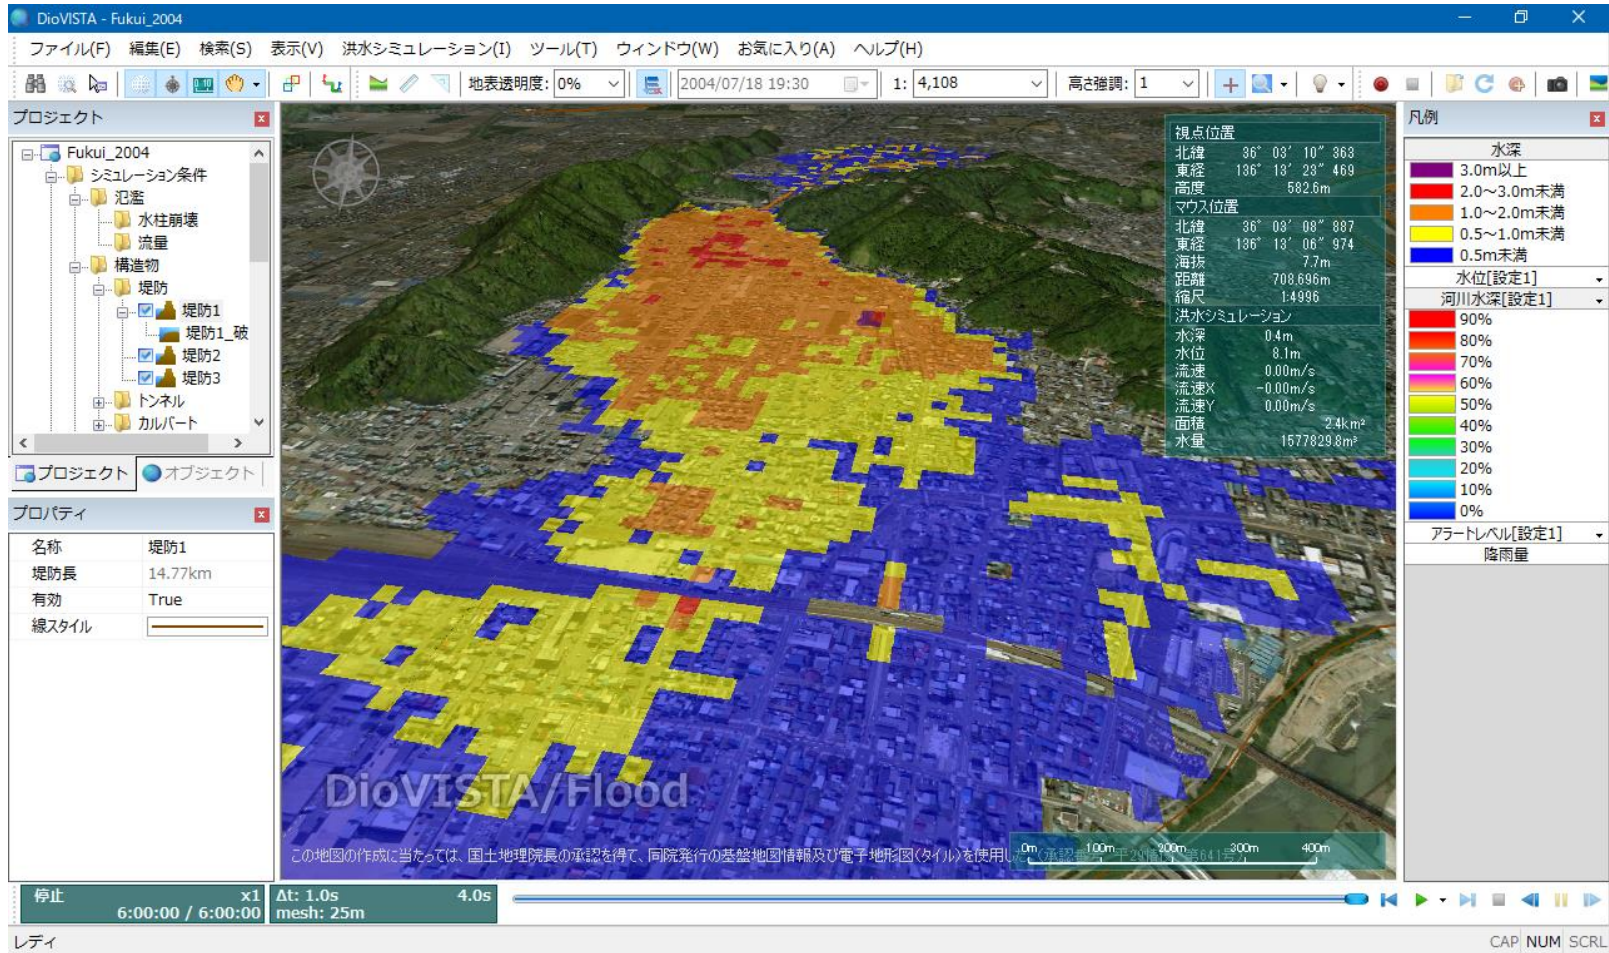 DioVISTA - Fukui_2004
ファイル(F) 編集(E) 検索(S) 表示(V) 洪水シミュレーション(I) ツール(T) ウィンドウ(W) お気に入り(A) ヘルプ(H)
地表透明度: 0% 2004/07/18 19:30 1: 4,108 高さ強調: 1
プロジェクト
Fukui_2004
シミュレーション条件
氾濫
水柱崩壊
流量
構造物
堤防
堤防1
堤防1_破
堤防2
堤防3
トンネル
カルバート
プロジェクト オブジェクト
プロパティ
名称 堤防1
堤防長 14.77km
有効 True
線スタイル
視点位置
北緯 36° 03′ 10″ 363
東経 136° 13′ 23″ 469
高度 582.6m
マウス位置
北緯 36° 03′ 08″ 887
東経 136° 13′ 06″ 974
海抜 7.7m
距離 708.696m
縮尺 1:4996
洪水シミュレーション
水深 0.4m
水位 8.1m
流速 0.00m/s
流速X -0.00m/s
流速Y 0.00m/s
面積 2.4km²
水量 1577829.8m³
DioVISTA/Flood
この地図の作成に当たっては、国土地理院長の承認を得て、同院発行の基盤地図情報及び電子地形図(タイル)を使用した。(承認番号 平29情 第641号)
0m 100m 200m 300m 400m
凡例
水深
3.0m以上
2.0～3.0m未満
1.0～2.0m未満
0.5～1.0m未満
0.5m未満
水位[設定1]
河川水深[設定1]
90%
80%
70%
60%
50%
40%
30%
20%
10%
0%
アラートレベル[設定1]
降雨量
停止 x1
6:00:00 / 6:00:00
Δt: 1.0s 4.0s
mesh: 25m
レディ
CAP NUM SCRL